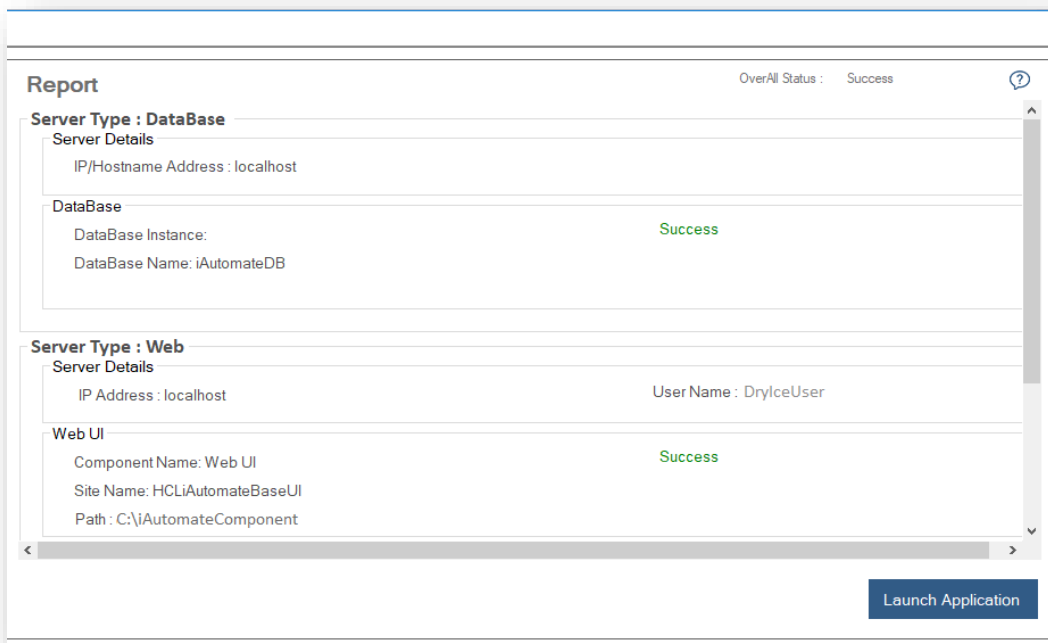 Report
OverAll Status : Success
Server Type : DataBase
Server Details
IP/Hostname Address : localhost
DataBase
DataBase Instance:
Success
DataBase Name: iAutomateDB
Server Type : Web
Server Details
IP Address : localhost
User Name : DryIceUser
Web UI
Component Name: Web UI
Success
Site Name: HCLiAutomateBaseUI
Path : C:\iAutomateComponent
Launch Application